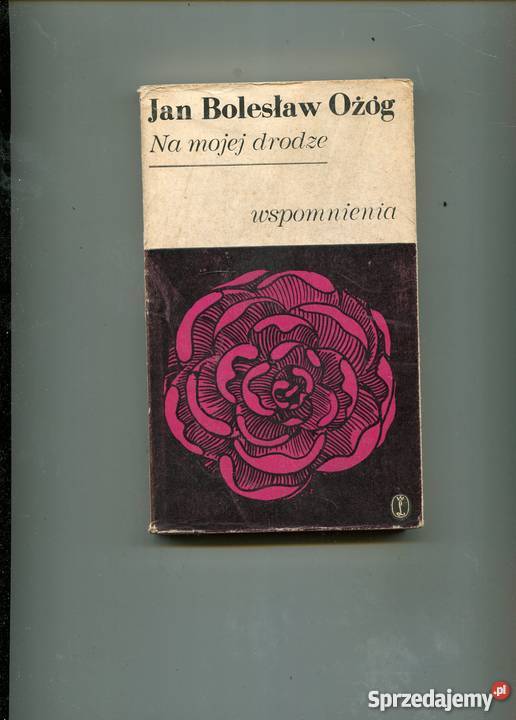 Jan Bolesław Ożóg
Na mojej drodze
wspomnienia
Sprzedajemy.pl